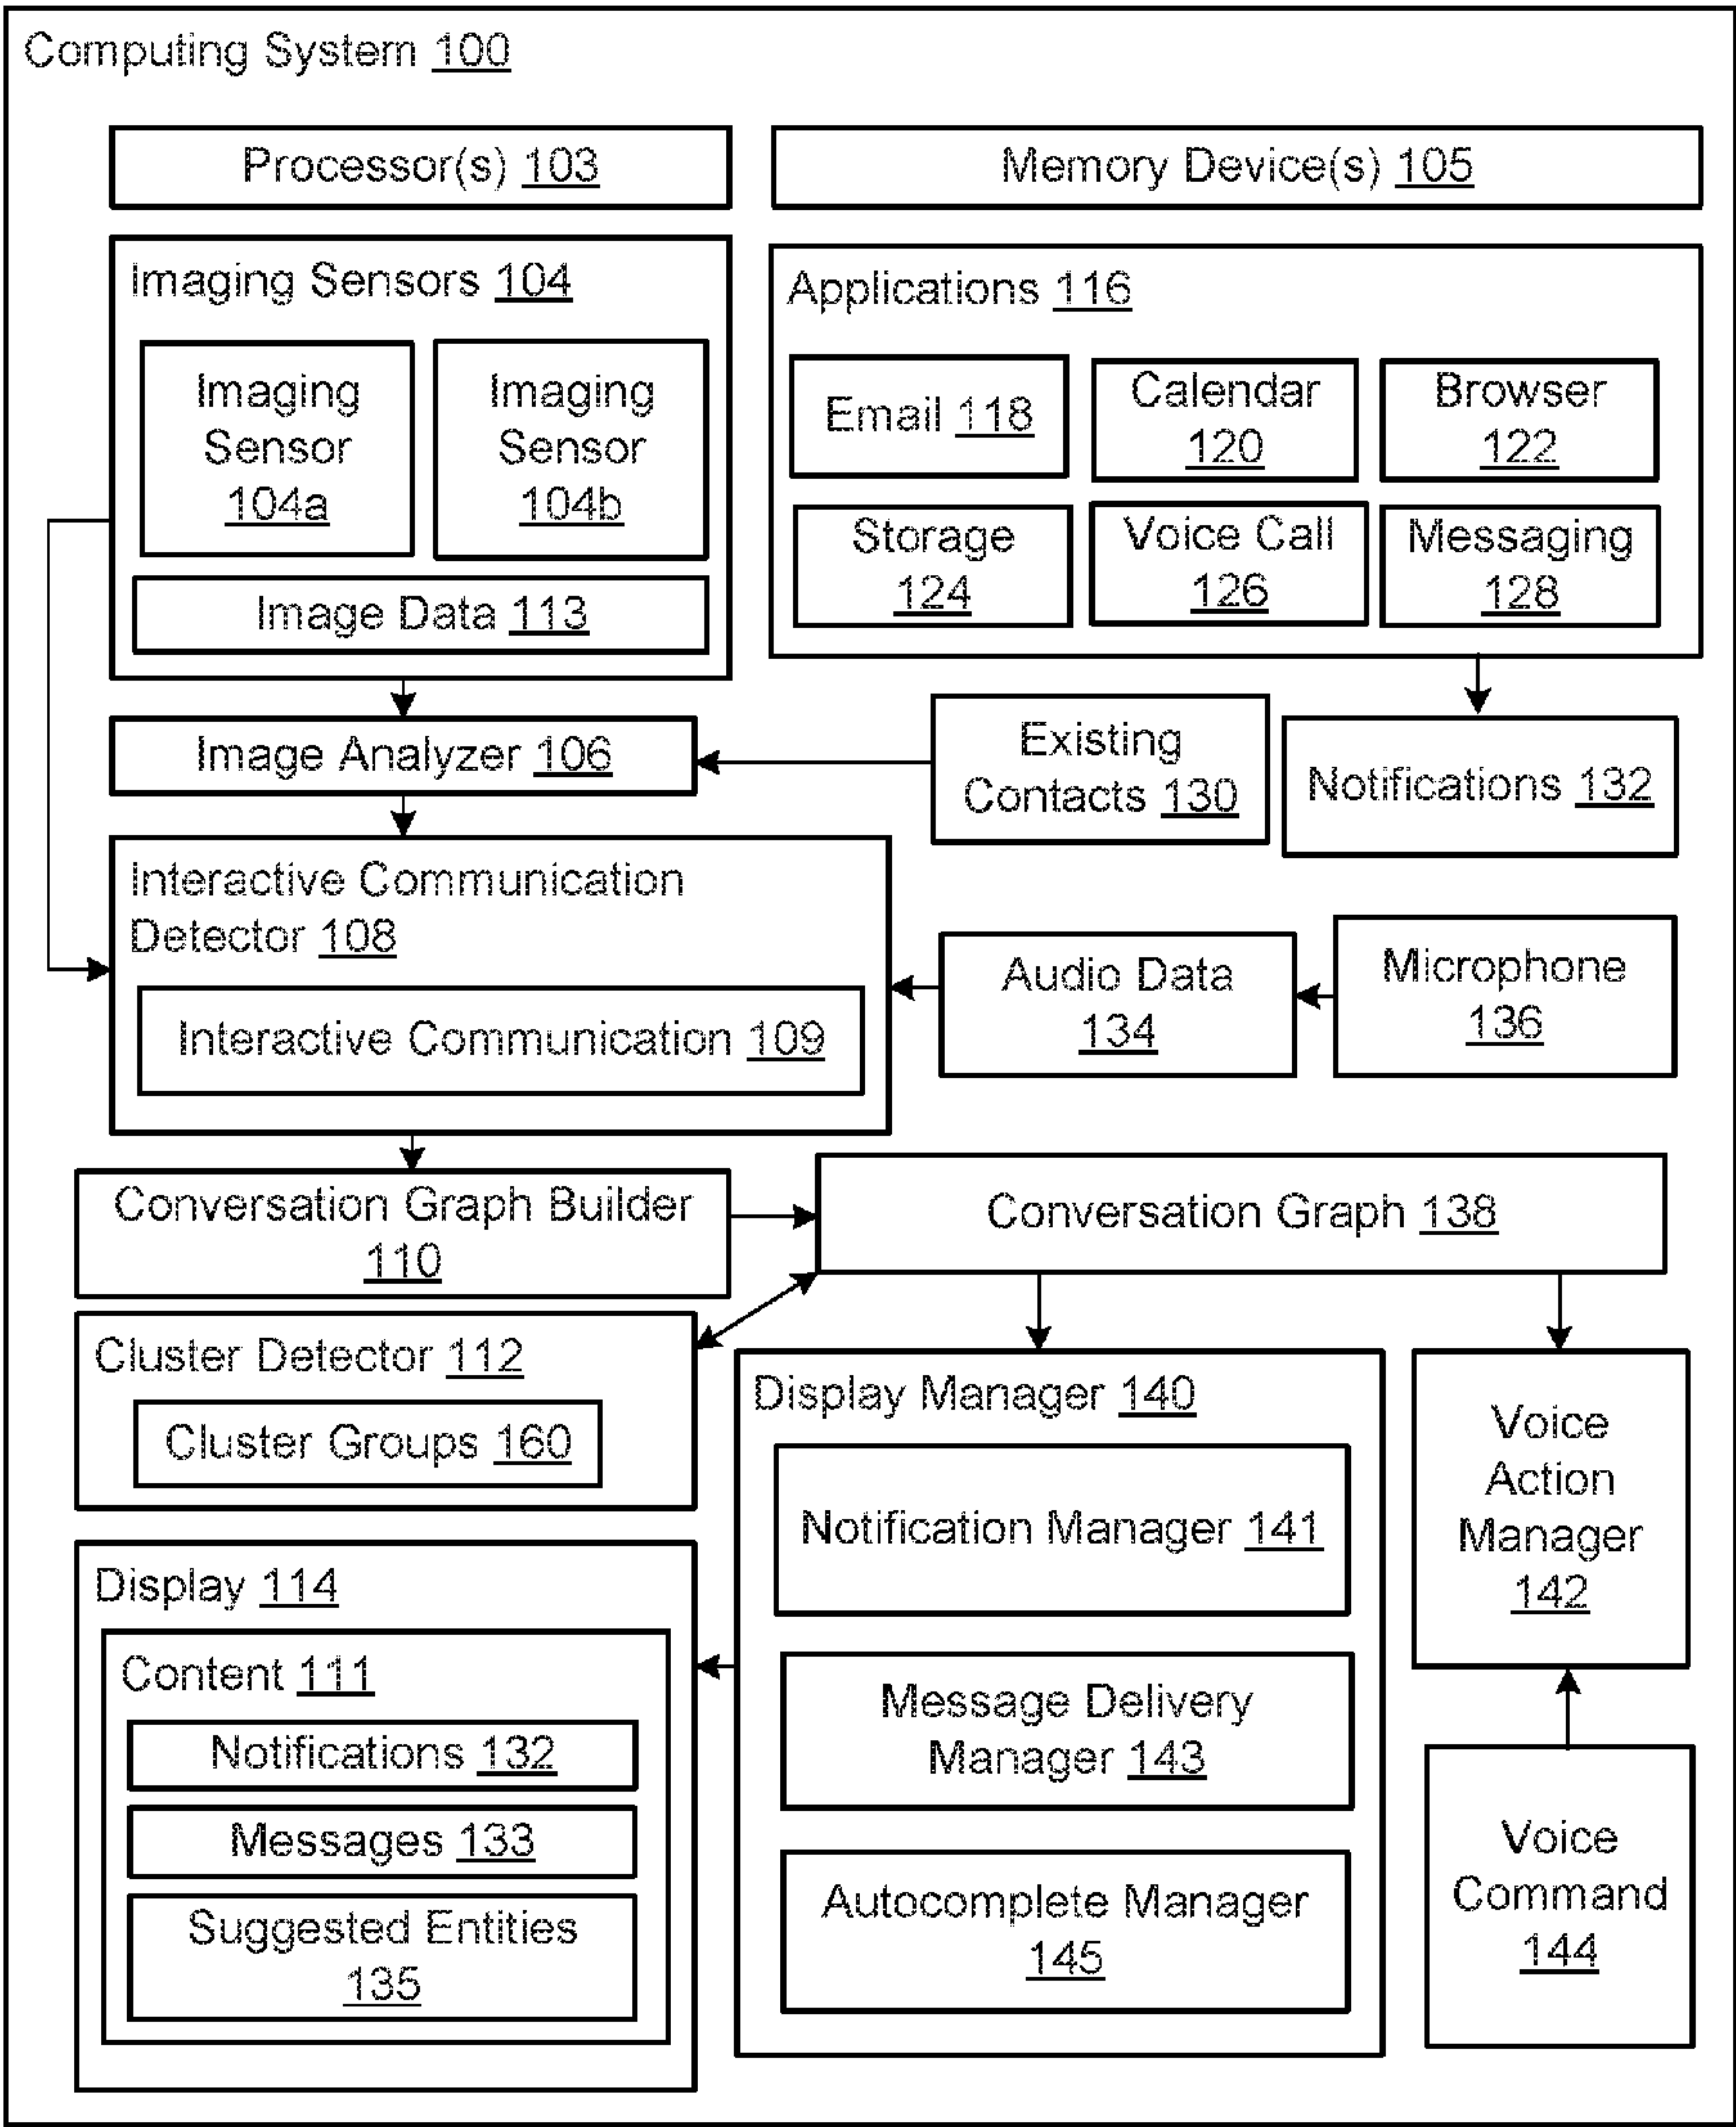 Computing System 100
Processor(s) 103
Memory Device(s) 105
Imaging Sensors 104
Imaging
Sensor
104a
Imaging
Sensor
104b
Image Data 113
Applications 116
Email 118
Calendar
120
Browser
122
Storage
124
Voice Call
126
Messaging
128
Image Analyzer 106
Existing
Contacts 130
Notifications 132
Interactive Communication
Detector 108
Interactive Communication 109
Audio Data
134
Microphone
136
Conversation Graph Builder
110
Conversation Graph 138
Cluster Detector 112
Cluster Groups 160
Display Manager 140
Notification Manager 141
Message Delivery
Manager 143
Autocomplete Manager
145
Voice
Action
Manager
142
Voice
Command
144
Display 114
Content 111
Notifications 132
Messages 133
Suggested Entities
135